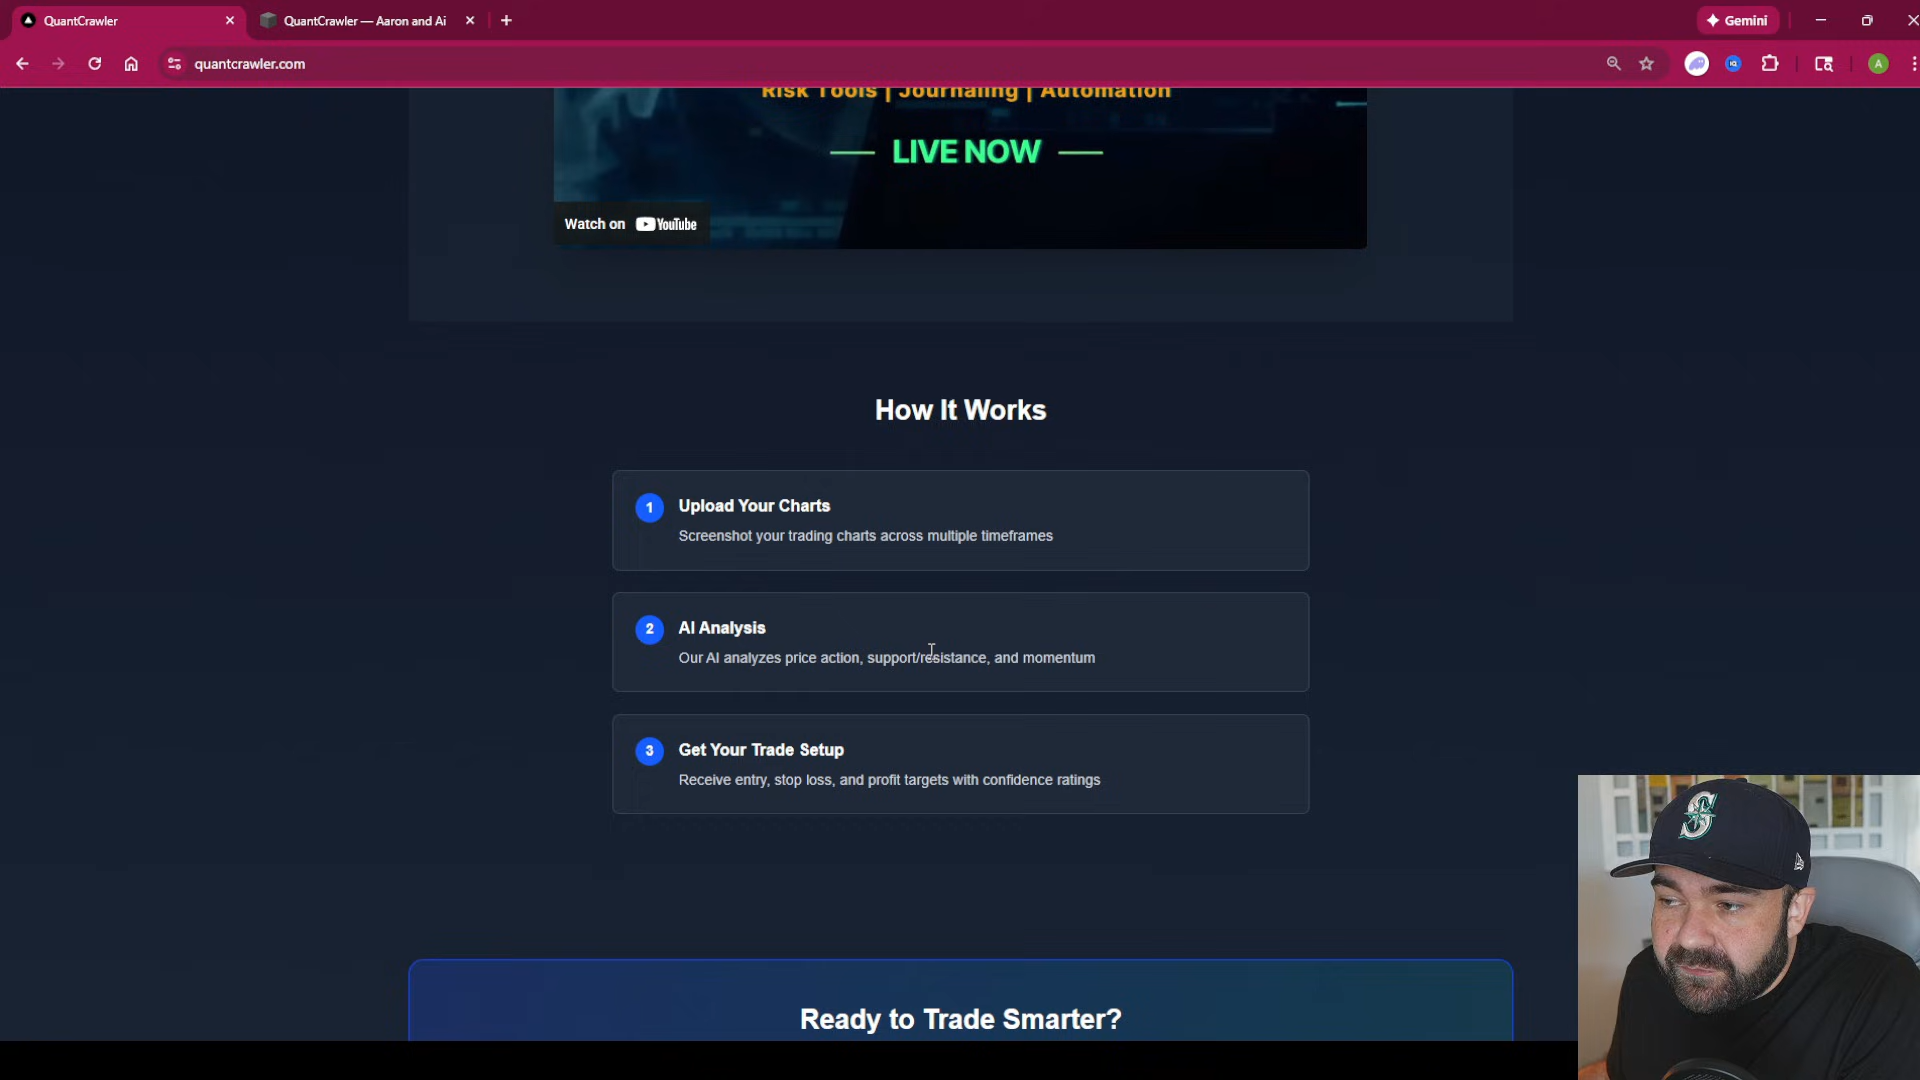 QuantCrawler
QuantCrawler — Aaron and Ai
Gemini
quantcrawler.com
A
Risk Tools | Journaling | Automation
LIVE NOW
Watch on YouTube
How It Works
1
Upload Your Charts
Screenshot your trading charts across multiple timeframes
2
AI Analysis
Our AI analyzes price action, support/resistance, and momentum
3
Get Your Trade Setup
Receive entry, stop loss, and profit targets with confidence ratings
Ready to Trade Smarter?
S